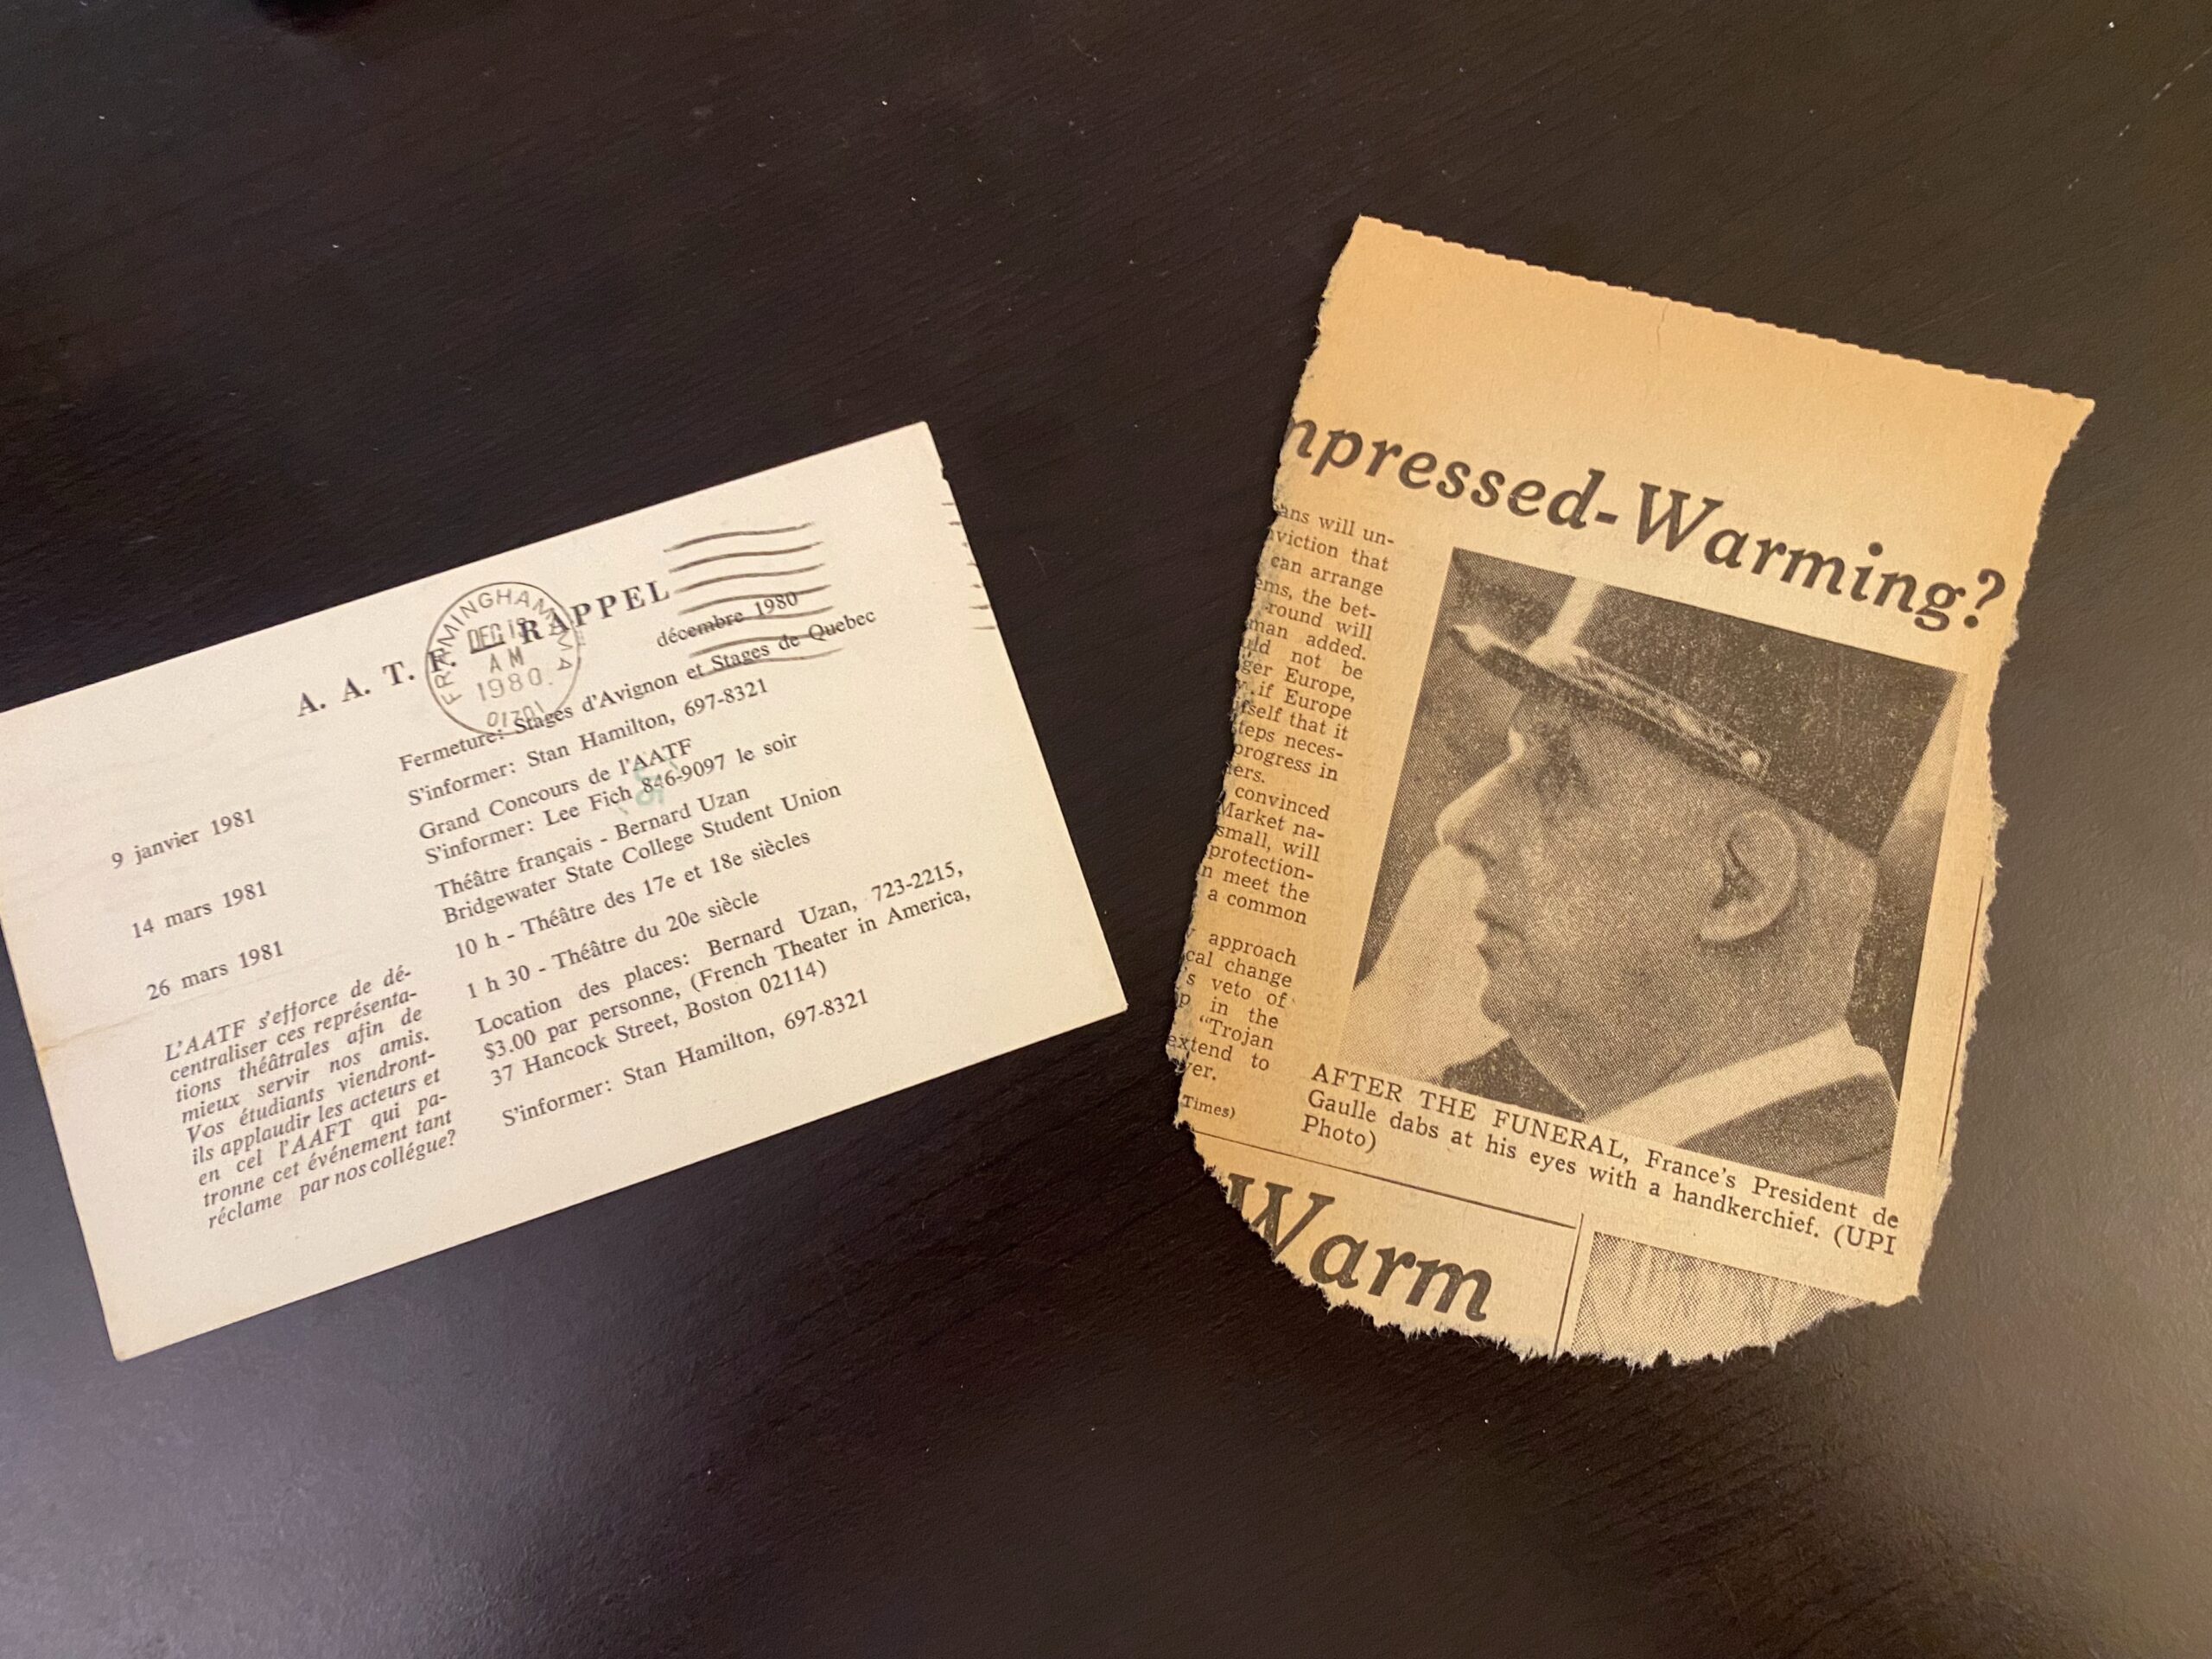 A. A. T. F. RAPPEL
FRAMINGHAM MA
DEC
AM
1980
01701
décembre 1980
9 janvier 1981
Fermeture: Stages d'Avignon et Stages de Quebec
S'informer: Stan Hamilton, 697-8321
14 mars 1981
Grand Concours de l'AATF
S'informer: Lee Fich 846-9097 le soir
26 mars 1981
Théâtre français - Bernard Uzan
Bridgewater State College Student Union
10 h - Théâtre des 17e et 18e siècles
1 h 30 - Théâtre du 20e siècle
Location des places: Bernard Uzan, 723-2215,
$3.00 par personne, (French Theater in America,
37 Hancock Street, Boston 02114)
S'informer: Stan Hamilton, 697-8321
L'AATF s'efforce de dé-
centraliser ces représenta-
tions théâtrales afin de
mieux servir nos amis.
Vos étudiants viendront-
ils applaudir les acteurs et
en cel l'AAFT qui pa-
tronne cet événement tant
réclame par nos collégue?
mpressed-Warming?
ans will un-
viction that
can arrange
ems, the bet-
round will
man added.
uld not be
ger Europe,
if Europe
tself that it
teps neces-
progress in
ers.
convinced
Market na-
small, will
protection-
n meet the
a common
approach
cal change
's veto of
p in the
"Trojan
extend to
ver.
Times)
AFTER THE FUNERAL, France's President de
Gaulle dabs at his eyes with a handkerchief. (UPI
Photo)
Warm